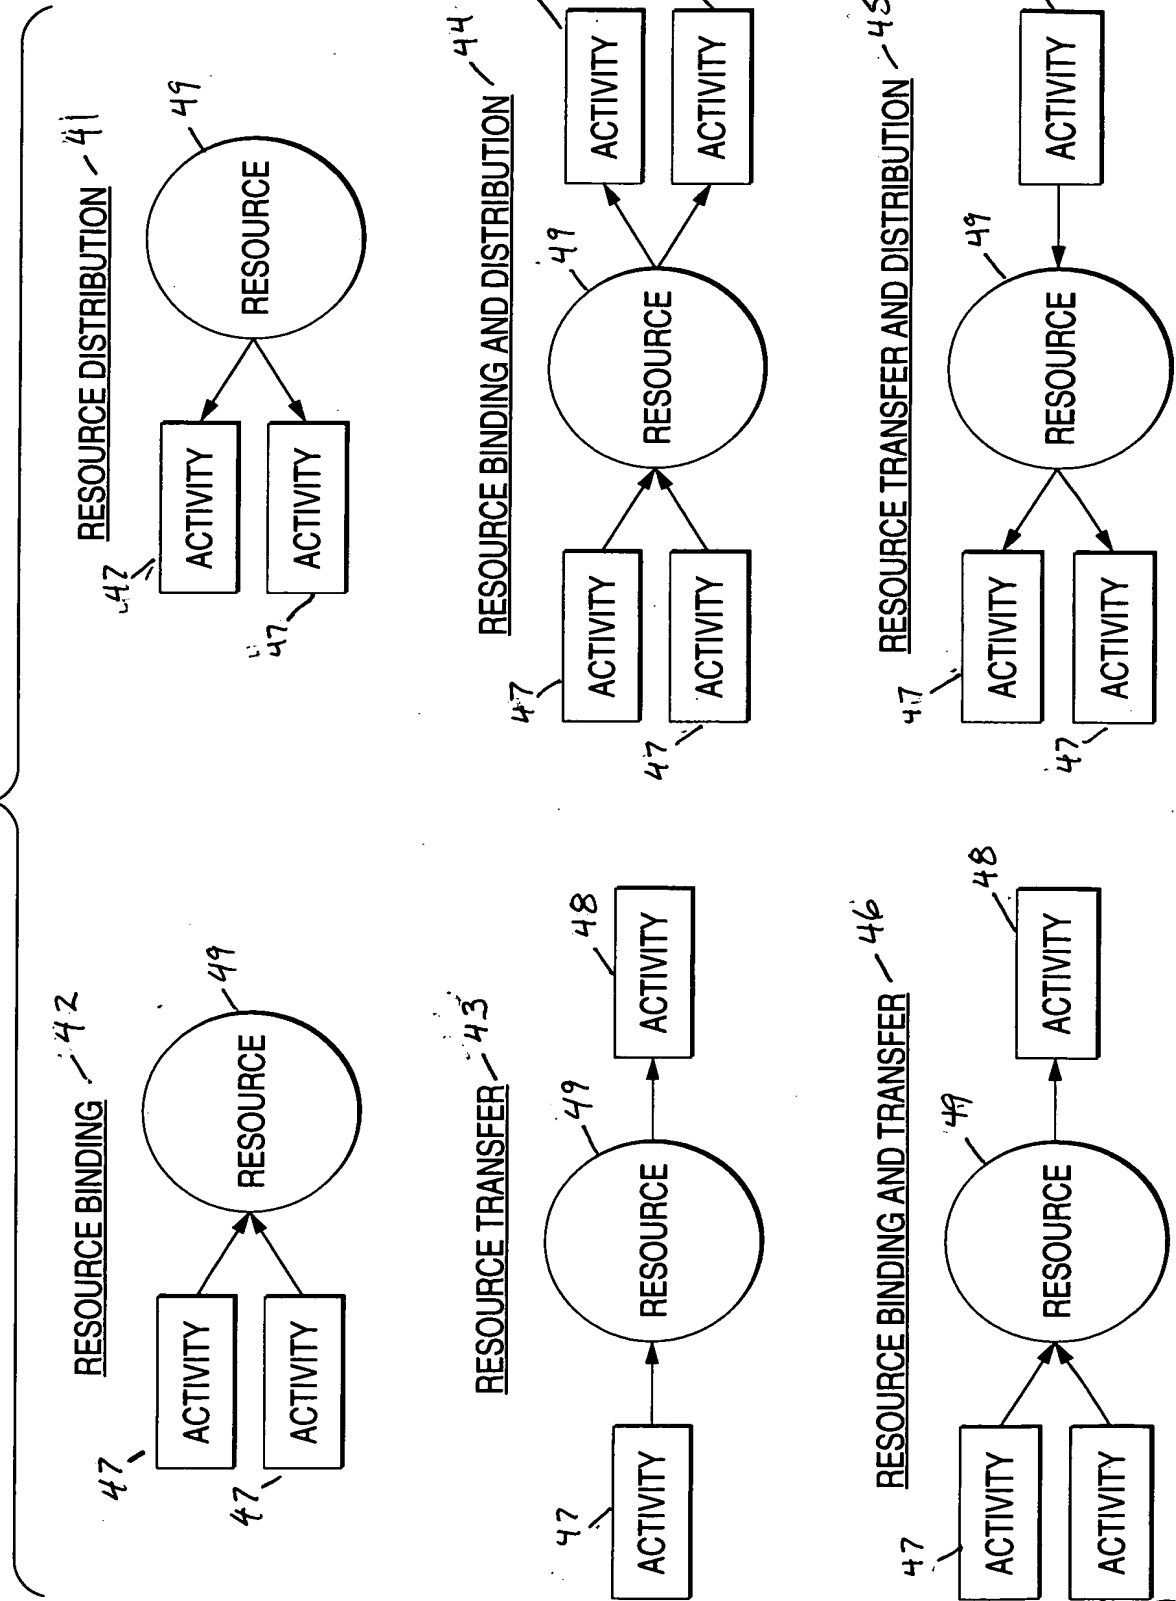 RESOURCE BINDING 42
49
RESOURCE
47
ACTIVITY
47
ACTIVITY
RESOURCE DISTRIBUTION 41
49
RESOURCE
47
ACTIVITY
47
ACTIVITY
RESOURCE TRANSFER 43
47
ACTIVITY
49
RESOURCE
48
ACTIVITY
RESOURCE BINDING AND DISTRIBUTION 44
47
ACTIVITY
47
ACTIVITY
49
RESOURCE
ACTIVITY
ACTIVITY
RESOURCE BINDING AND TRANSFER 46
47
ACTIVITY
ACTIVITY
49
RESOURCE
48
ACTIVITY
RESOURCE TRANSFER AND DISTRIBUTION 45
47
ACTIVITY
47
ACTIVITY
49
RESOURCE
ACTIVITY